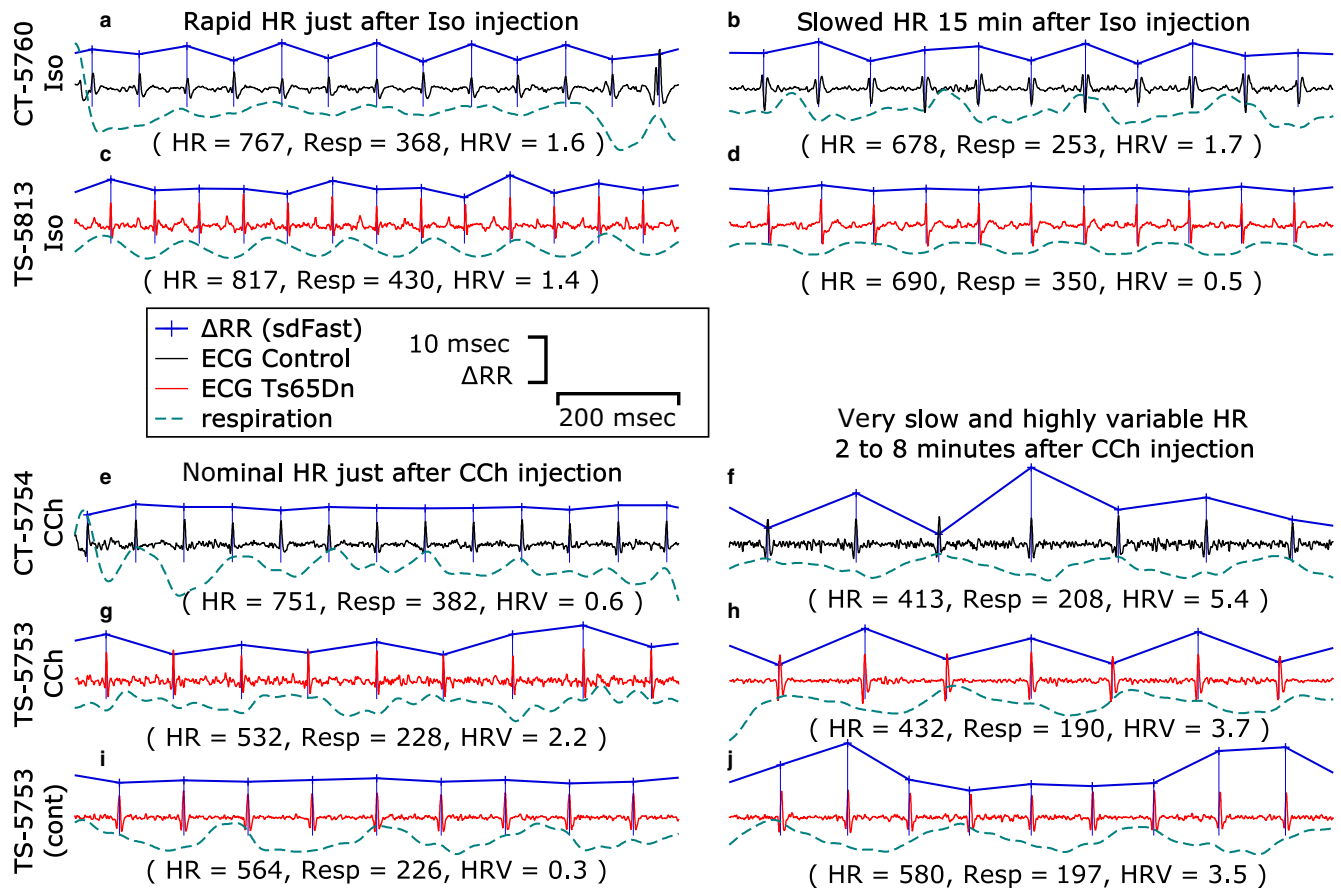 a
Rapid HR just after Iso injection
b
Slowed HR 15 min after Iso injection
CT-5760
Iso
( HR = 767, Resp = 368, HRV = 1.6 )
( HR = 678, Resp = 253, HRV = 1.7 )
c
d
TS-5813
Iso
( HR = 817, Resp = 430, HRV = 1.4 )
( HR = 690, Resp = 350, HRV = 0.5 )
ΔRR (sdFast)
ECG Control
ECG Ts65Dn
respiration
10 msec
ΔRR
200 msec
Very slow and highly variable HR
2 to 8 minutes after CCh injection
e
Nominal HR just after CCh injection
f
CT-5754
CCh
( HR = 751, Resp = 382, HRV = 0.6 )
( HR = 413, Resp = 208, HRV = 5.4 )
g
h
TS-5753
CCh
( HR = 532, Resp = 228, HRV = 2.2 )
( HR = 432, Resp = 190, HRV = 3.7 )
i
j
TS-5753
(cont)
( HR = 564, Resp = 226, HRV = 0.3 )
( HR = 580, Resp = 197, HRV = 3.5 )